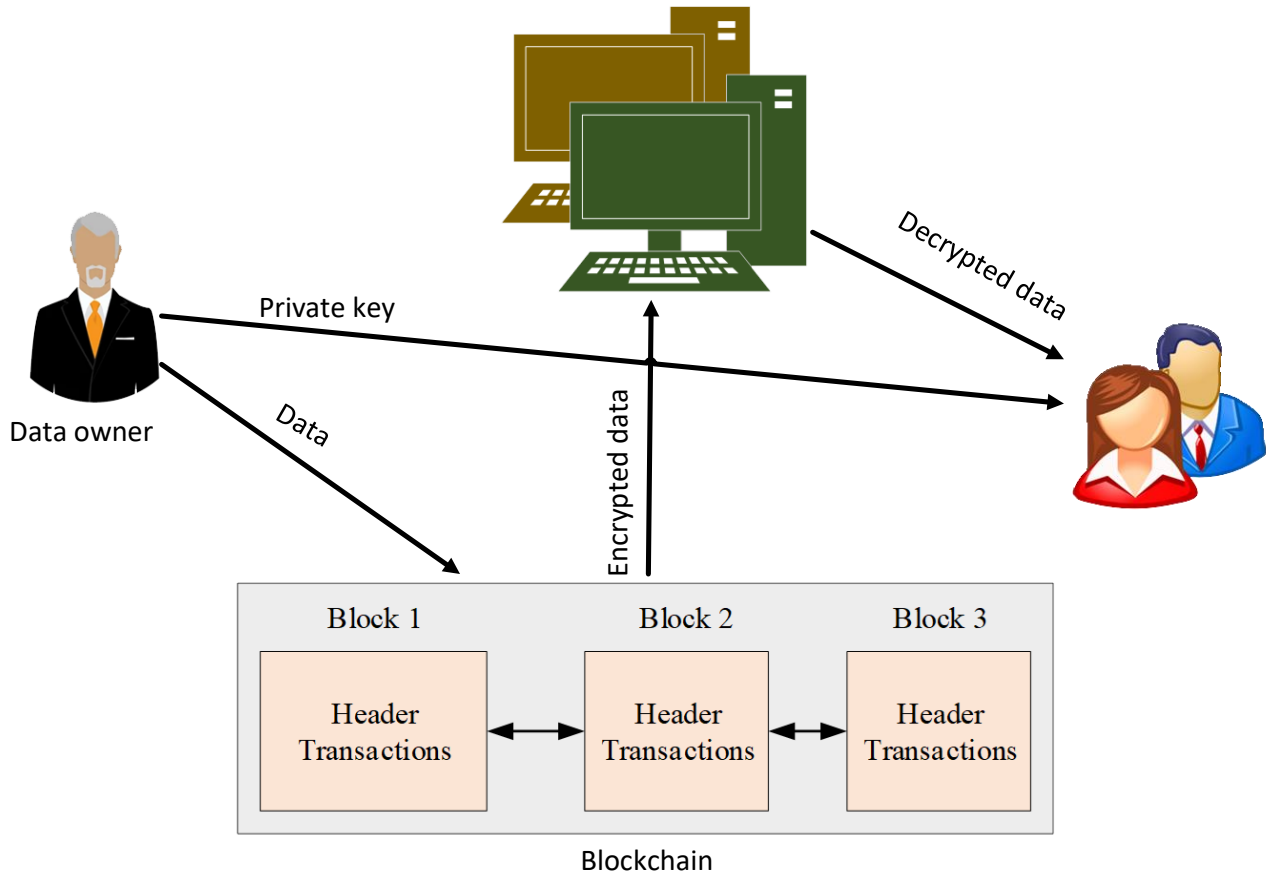 Decrypted data
Private key
Data owner
Data
Encrypted data
Block 1
Block 2
Block 3
Header
Transactions
Header
Transactions
Header
Transactions
Blockchain